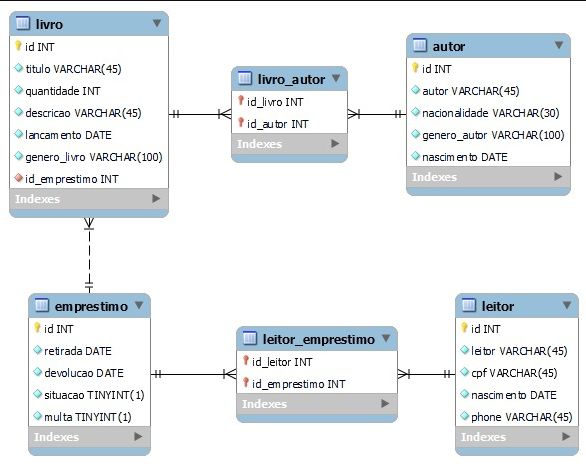 livro
id INT
titulo VARCHAR(45)
quantidade INT
descricao VARCHAR(45)
lancamento DATE
genero_livro VARCHAR(100)
id_emprestimo INT
Indexes
livro_autor
id_livro INT
id_autor INT
Indexes
autor
id INT
autor VARCHAR(45)
nacionalidade VARCHAR(30)
genero_autor VARCHAR(100)
nascimento DATE
Indexes
emprestimo
id INT
retirada DATE
devolucao DATE
situacao TINYINT(1)
multa TINYINT(1)
Indexes
leitor_emprestimo
id_leitor INT
id_emprestimo INT
Indexes
leitor
id INT
leitor VARCHAR(45)
cpf VARCHAR(45)
nascimento DATE
phone VARCHAR(45)
Indexes